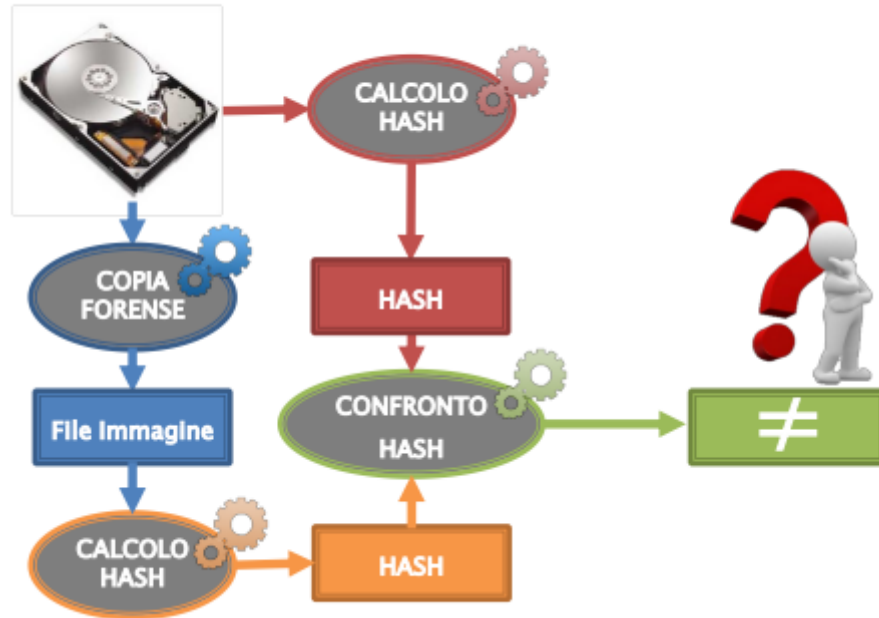 CALCOLO
HASH
COPIA
FORENSE
HASH
File Immagine
CONFRONTO
HASH
≠
CALCOLO
HASH
HASH